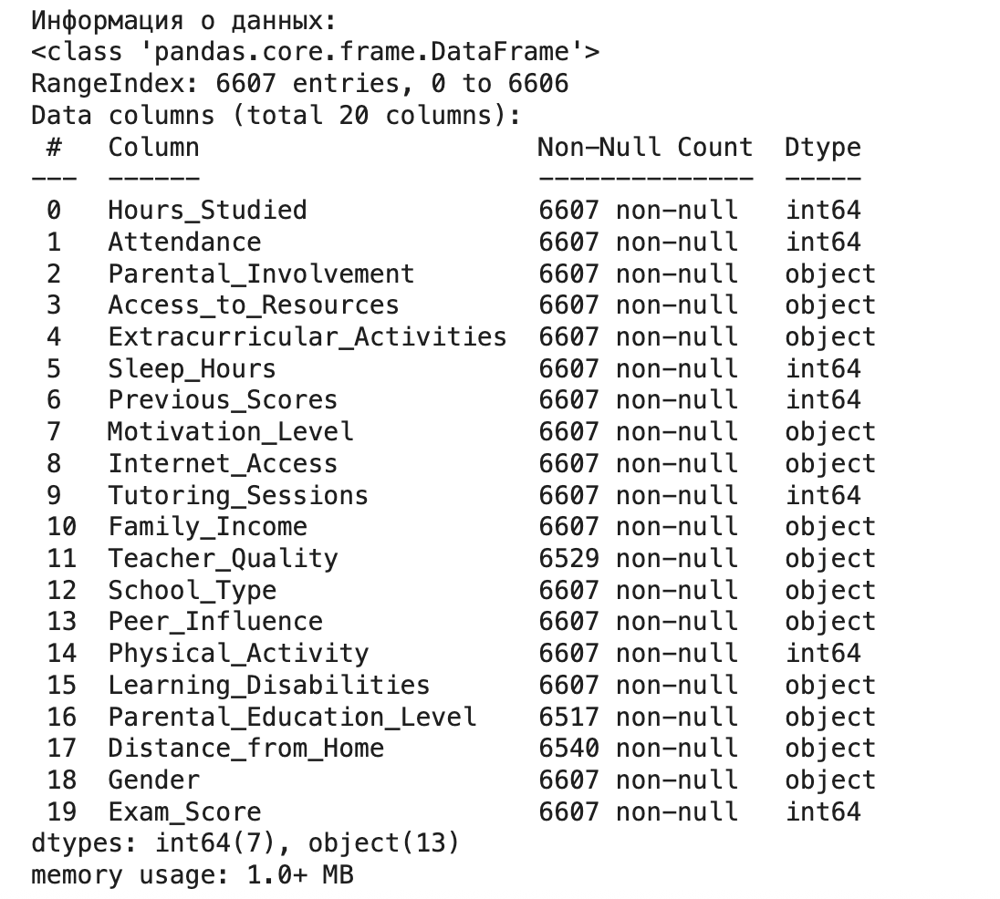 Информация о данных:
<class 'pandas.core.frame.DataFrame'>
RangeIndex: 6607 entries, 0 to 6606
Data columns (total 20 columns):
 #   Column                      Non-Null Count  Dtype
---  ------                      --------------  -----
 0   Hours_Studied               6607 non-null   int64
 1   Attendance                  6607 non-null   int64
 2   Parental_Involvement        6607 non-null   object
 3   Access_to_Resources         6607 non-null   object
 4   Extracurricular_Activities  6607 non-null   object
 5   Sleep_Hours                 6607 non-null   int64
 6   Previous_Scores             6607 non-null   int64
 7   Motivation_Level            6607 non-null   object
 8   Internet_Access             6607 non-null   object
 9   Tutoring_Sessions           6607 non-null   int64
 10  Family_Income               6607 non-null   object
 11  Teacher_Quality             6529 non-null   object
 12  School_Type                 6607 non-null   object
 13  Peer_Influence              6607 non-null   object
 14  Physical_Activity           6607 non-null   int64
 15  Learning_Disabilities       6607 non-null   object
 16  Parental_Education_Level    6517 non-null   object
 17  Distance_from_Home          6540 non-null   object
 18  Gender                      6607 non-null   object
 19  Exam_Score                  6607 non-null   int64
dtypes: int64(7), object(13)
memory usage: 1.0+ MB